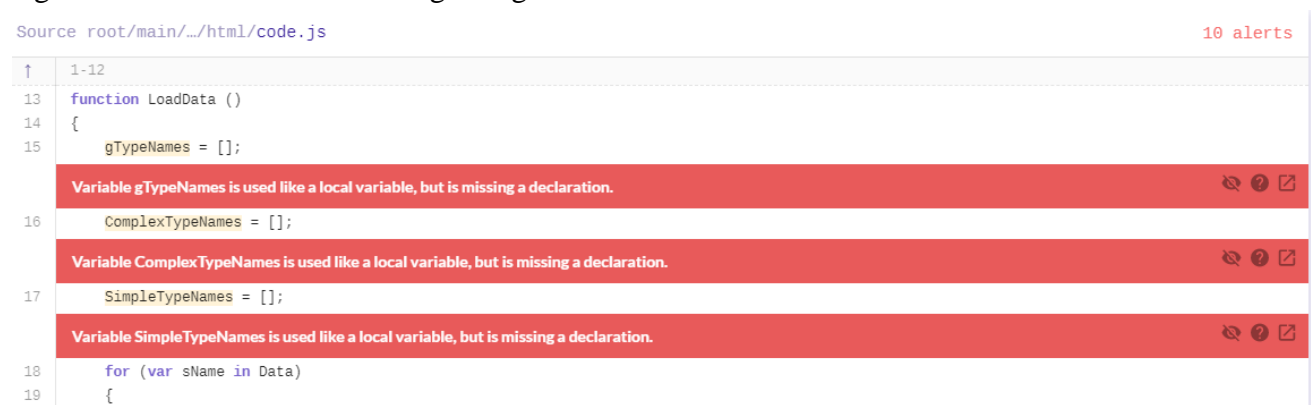 Source root/main/…/html/code.js 10 alerts
↑ 1-12
13 function LoadData ()
14 {
15 gTypeNames = [];
Variable gTypeNames is used like a local variable, but is missing a declaration.
16 ComplexTypeNames = [];
Variable ComplexTypeNames is used like a local variable, but is missing a declaration.
17 SimpleTypeNames = [];
Variable SimpleTypeNames is used like a local variable, but is missing a declaration.
18 for (var sName in Data)
19 {